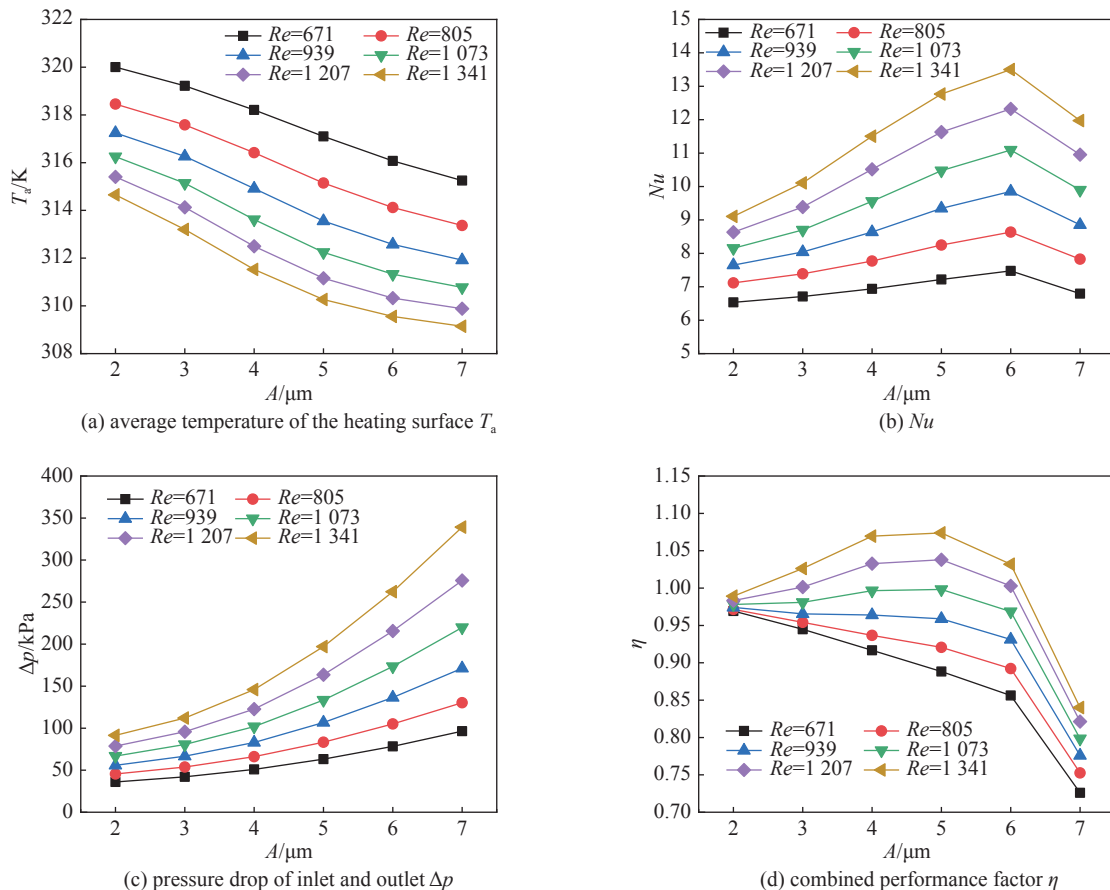 322
320
318
316
314
312
310
308
Tₐ/K
Re=671 Re=805
Re=939 Re=1 073
Re=1 207 Re=1 341
2 3 4 5 6 7
A/μm
(a) average temperature of the heating surface Tₐ
15
14
13
12
11
10
9
8
7
6
5
Nu
Re=671 Re=805
Re=939 Re=1 073
Re=1 207 Re=1 341
2 3 4 5 6 7
A/μm
(b) Nu
400
350
300
250
200
150
100
50
0
Δp/kPa
Re=671 Re=805
Re=939 Re=1 073
Re=1 207 Re=1 341
2 3 4 5 6 7
A/μm
(c) pressure drop of inlet and outlet Δp
1.15
1.10
1.05
1.00
0.95
0.90
0.85
0.80
0.75
0.70
η
Re=671 Re=805
Re=939 Re=1 073
Re=1 207 Re=1 341
2 3 4 5 6 7
A/μm
(d) combined performance factor η